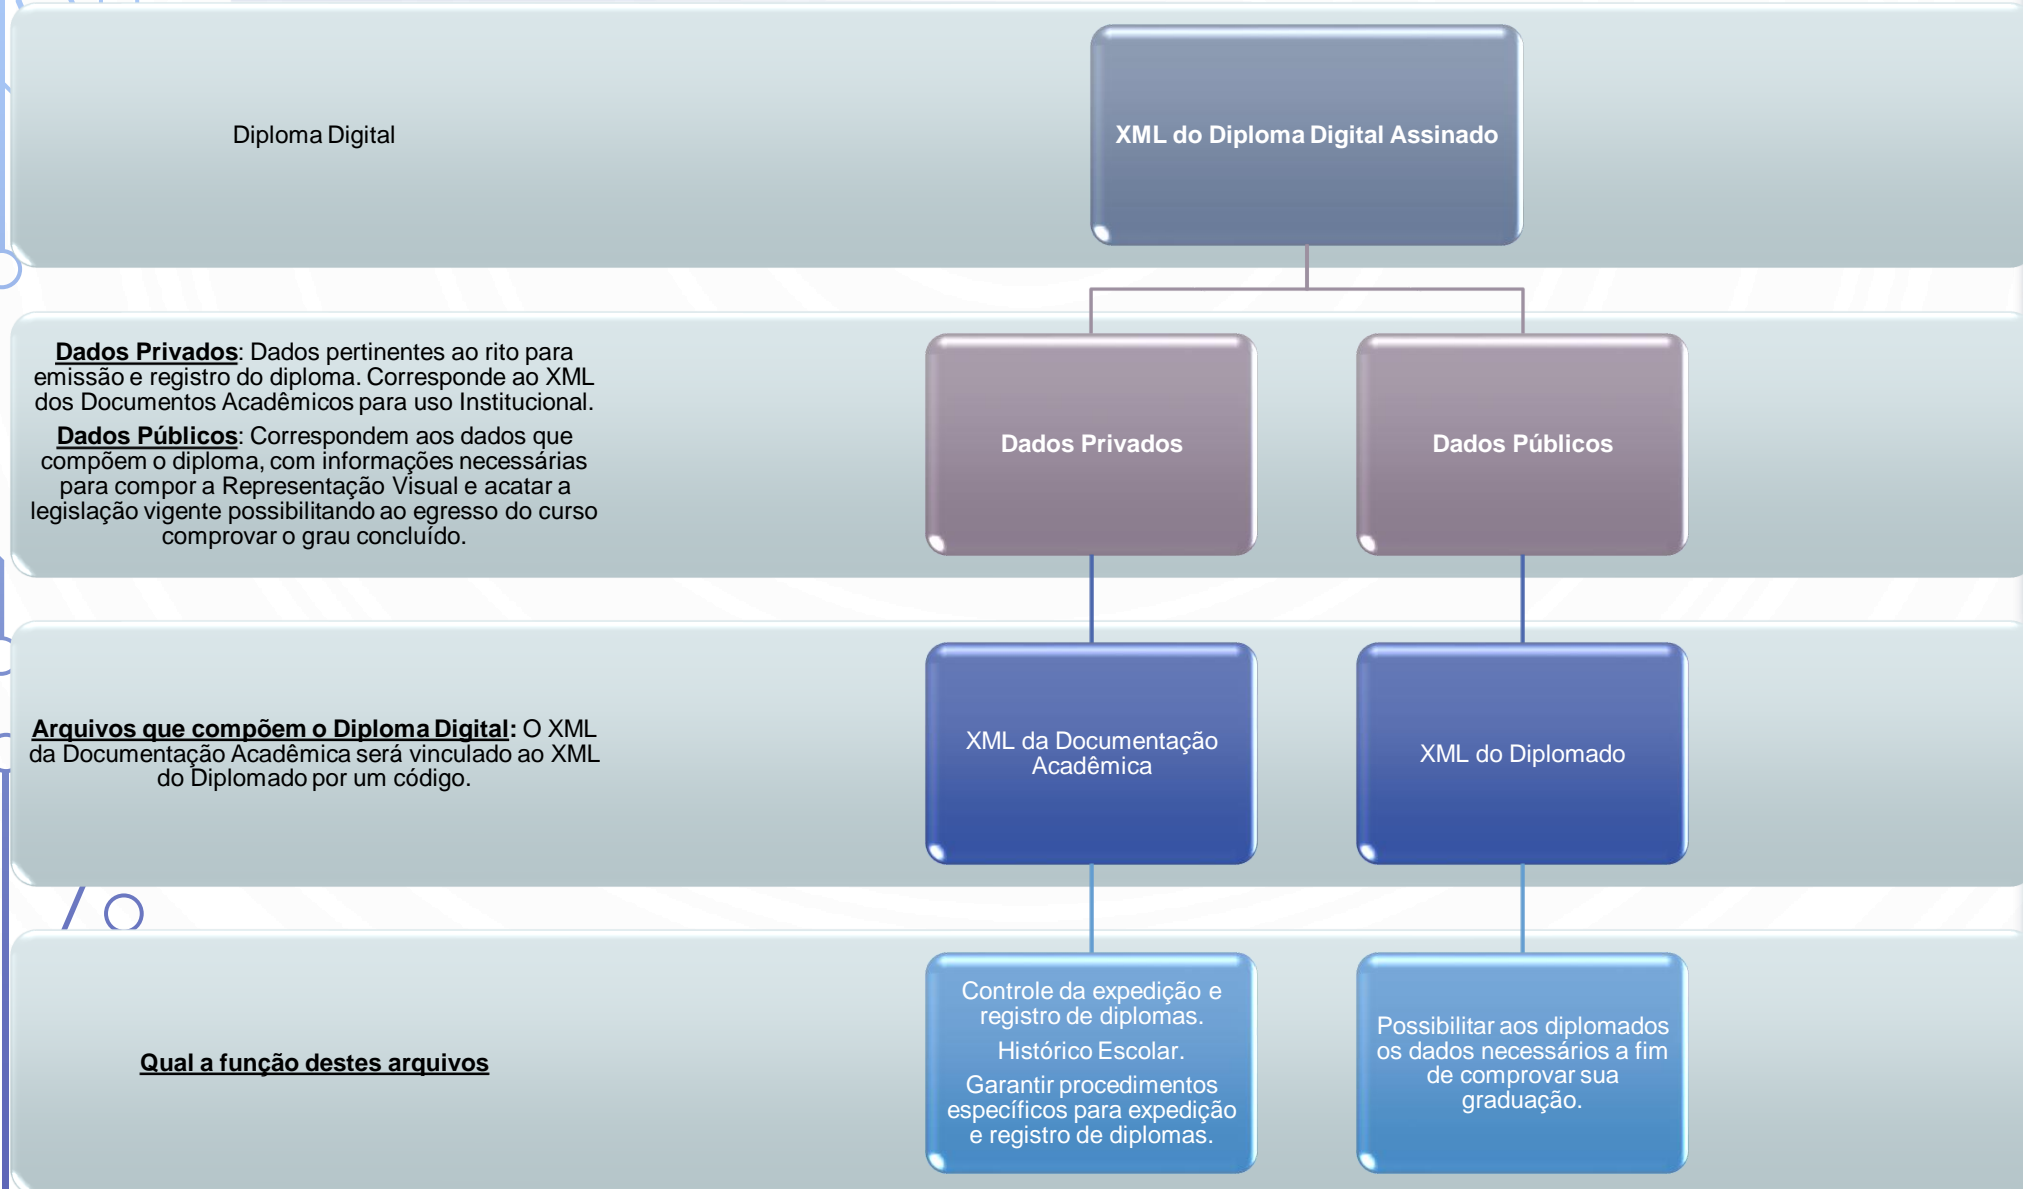 Diploma Digital
XML do Diploma Digital Assinado
Dados Privados: Dados pertinentes ao rito para
emissão e registro do diploma. Corresponde ao XML
dos Documentos Acadêmicos para uso Institucional.
Dados Públicos: Correspondem aos dados que
compõem o diploma, com informações necessárias
para compor a Representação Visual e acatar a
legislação vigente possibilitando ao egresso do curso
comprovar o grau concluído.
Dados Privados
Dados Públicos
Arquivos que compõem o Diploma Digital: O XML
da Documentação Acadêmica será vinculado ao XML
do Diplomado por um código.
XML da Documentação
Acadêmica
XML do Diplomado
Qual a função destes arquivos
Controle da expedição e
registro de diplomas.
Histórico Escolar.
Garantir procedimentos
específicos para expedição
e registro de diplomas.
Possibilitar aos diplomados
os dados necessários a fim
de comprovar sua
graduação.